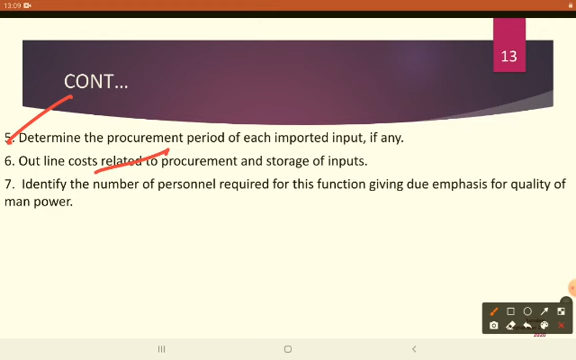 13:09
13
CONT...
5. Determine the procurement period of each imported input, if any.
6. Out line costs related to procurement and storage of inputs.
7. Identify the number of personnel required for this function giving due emphasis for quality of
man power.
2020